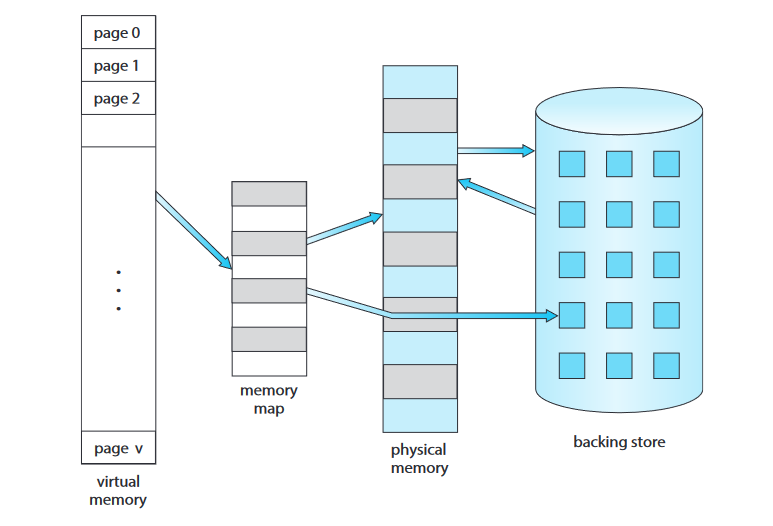 page 0
page 1
page 2
page v
virtual
memory
memory
map
physical
memory
backing store